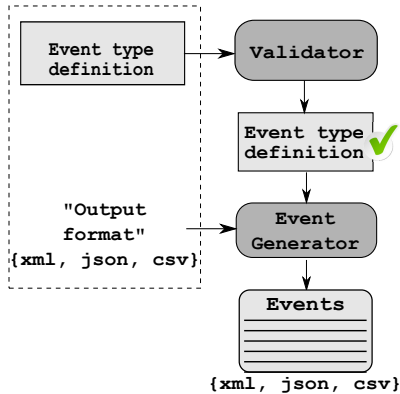 Event type
definition
Validator
Event type
definition
"Output
format"
{xml, json, csv}
Event
Generator
Events
{xml, json, csv}